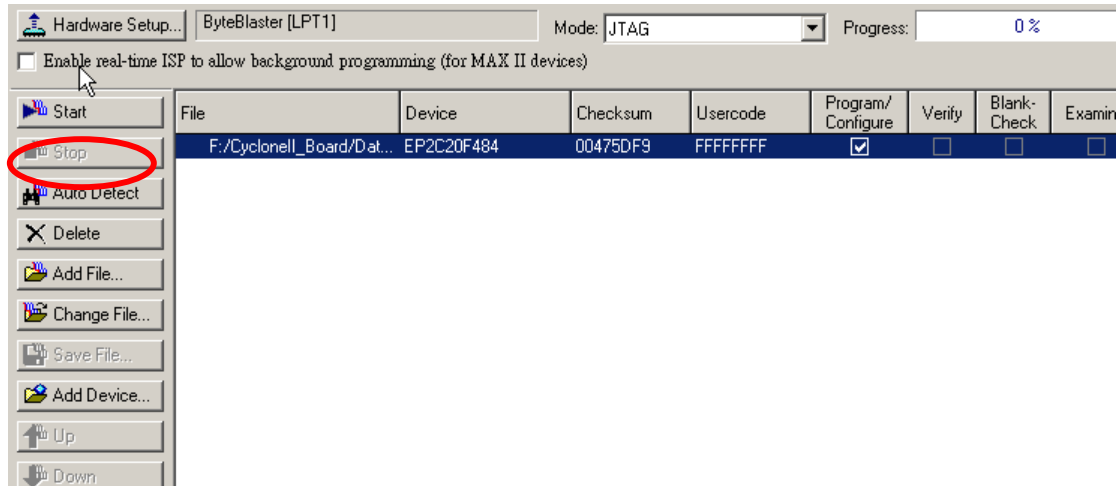 Hardware Setup... ByteBlaster [LPT1] Mode: JTAG Progress: 0 %
Enable real-time ISP to allow background programming (for MAX II devices)
Start
Stop
Auto Detect
Delete
Add File...
Change File...
Save File...
Add Device...
Up
Down
File Device Checksum Usercode Program/ Configure Verify Blank- Check Examin
F:/CycloneII_Board/Dat... EP2C20F484 00475DF9 FFFFFFFF